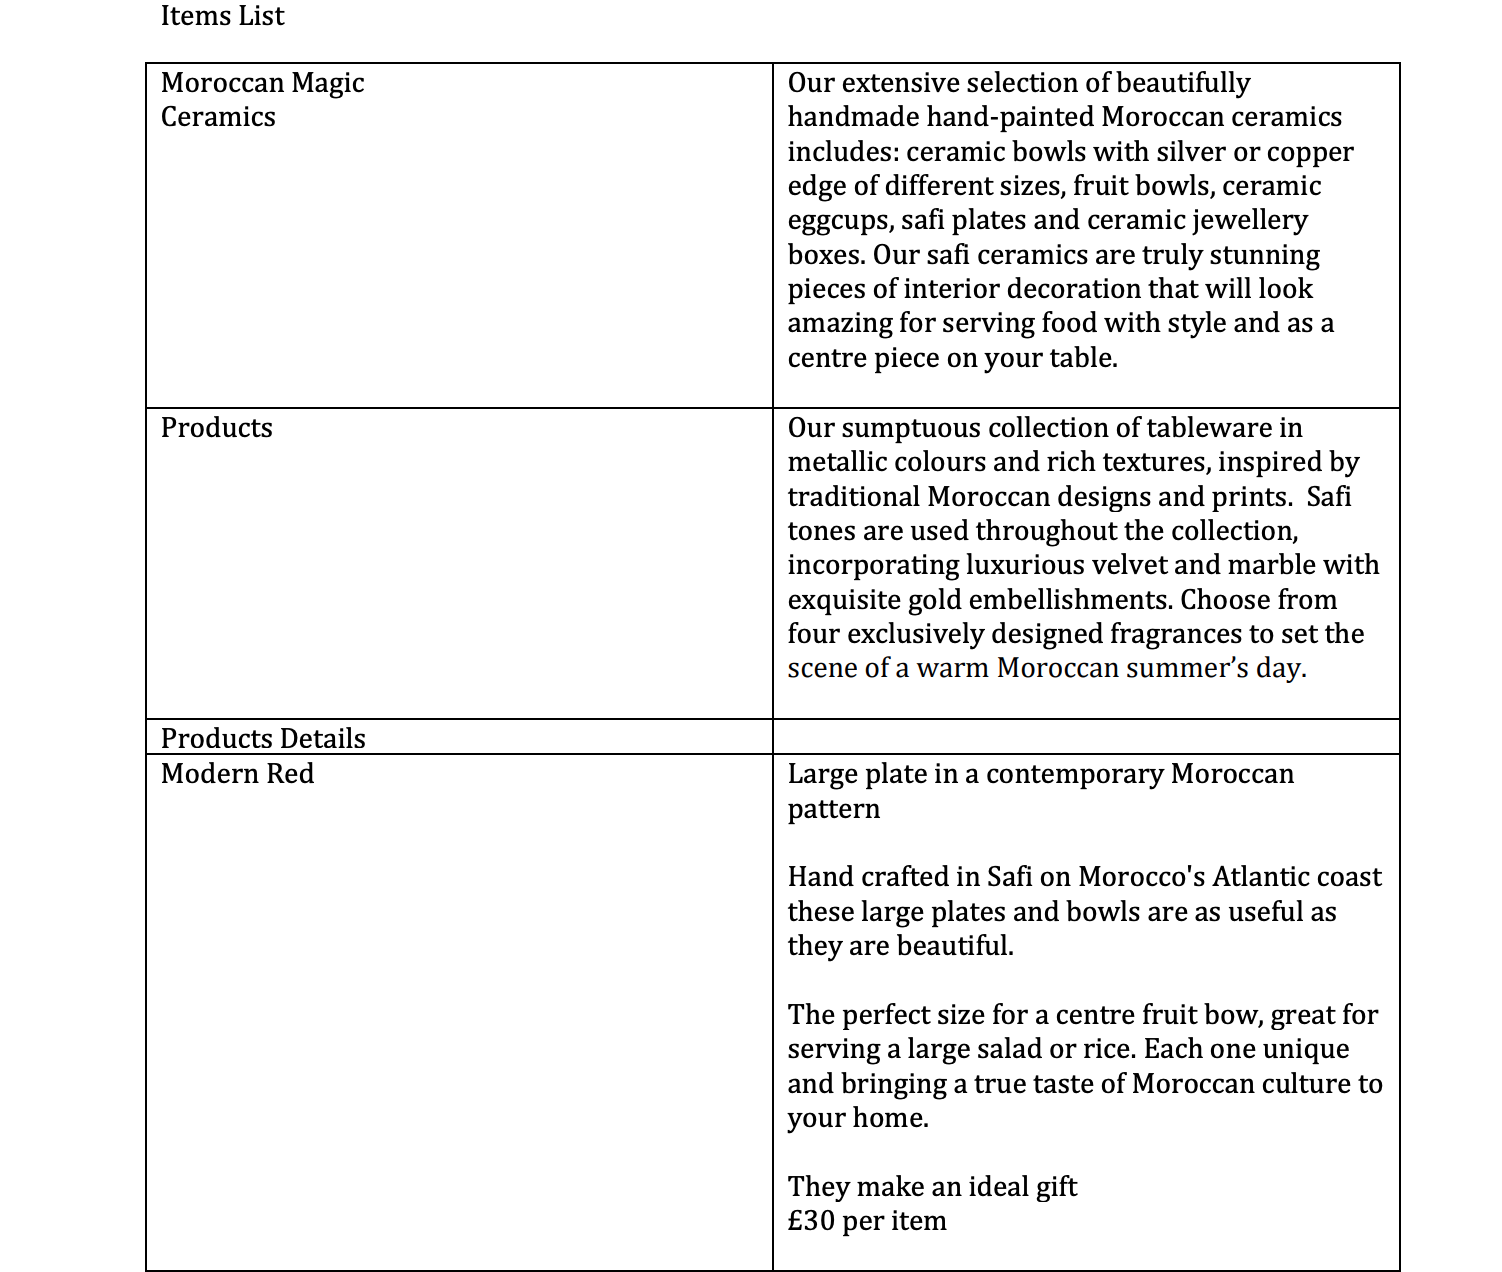 Items List
Moroccan Magic
Ceramics
Our extensive selection of beautifully
handmade hand-painted Moroccan ceramics
includes: ceramic bowls with silver or copper
edge of different sizes, fruit bowls, ceramic
eggcups, safi plates and ceramic jewellery
boxes. Our safi ceramics are truly stunning
pieces of interior decoration that will look
amazing for serving food with style and as a
centre piece on your table.
Products
Our sumptuous collection of tableware in
metallic colours and rich textures, inspired by
traditional Moroccan designs and prints.  Safi
tones are used throughout the collection,
incorporating luxurious velvet and marble with
exquisite gold embellishments. Choose from
four exclusively designed fragrances to set the
scene of a warm Moroccan summer’s day.
Products Details
Modern Red
Large plate in a contemporary Moroccan
pattern
Hand crafted in Safi on Morocco's Atlantic coast
these large plates and bowls are as useful as
they are beautiful.
The perfect size for a centre fruit bow, great for
serving a large salad or rice. Each one unique
and bringing a true taste of Moroccan culture to
your home.
They make an ideal gift
£30 per item